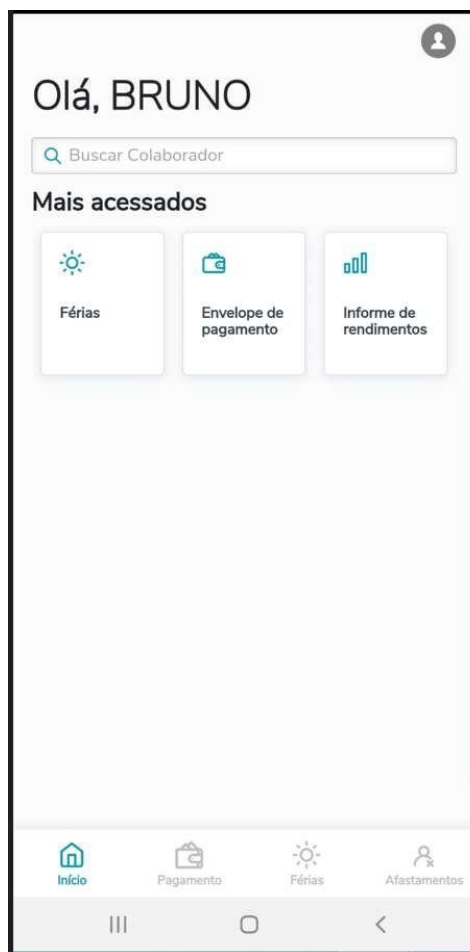 Olá, BRUNO
Buscar Colaborador
Mais acessados
Férias
Envelope de
pagamento
Informe de
rendimentos
Início
Pagamento
Férias
Afastamentos